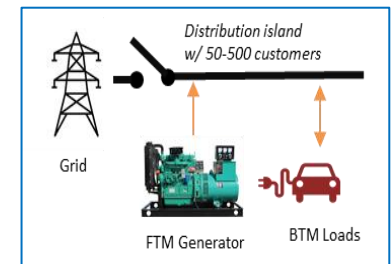 Distribution island
w/ 50-500 customers
Grid
FTM Generator
BTM Loads